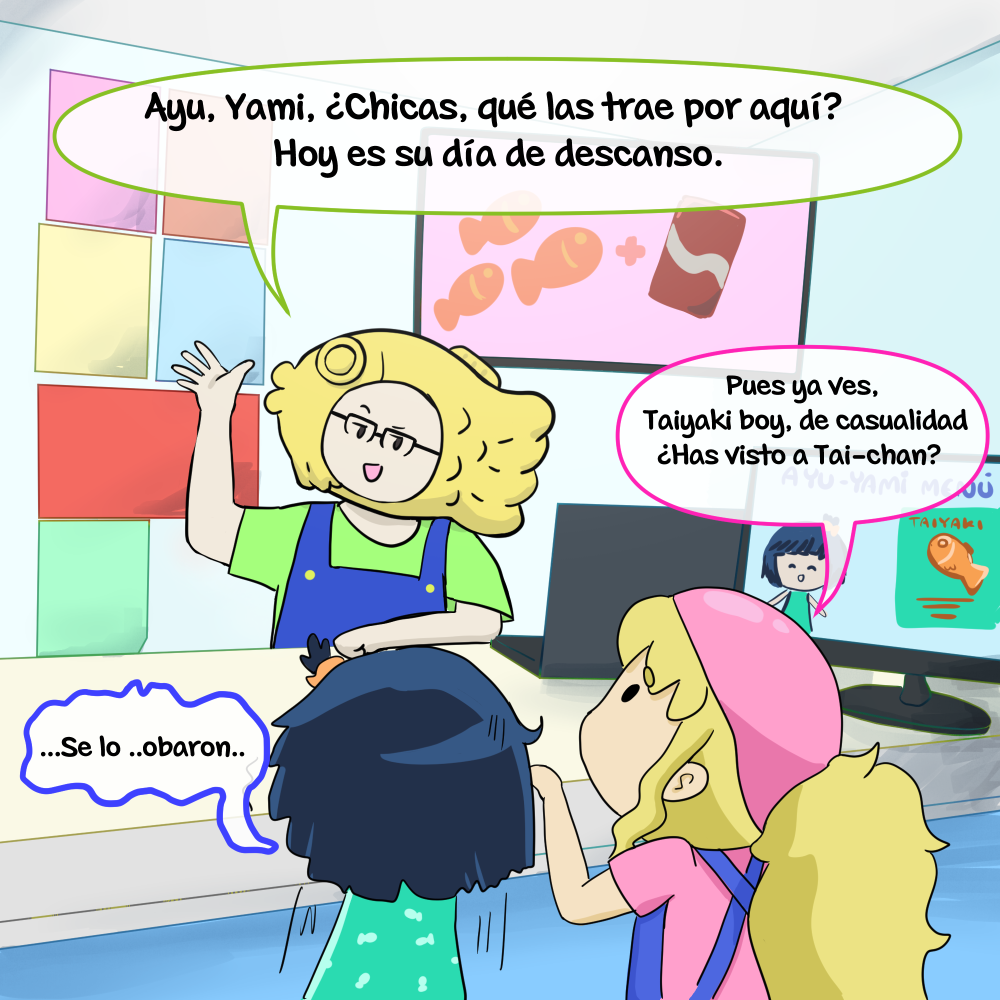 Ayu, Yami, ¿Chicas, qué las trae por aquí?
Hoy es su día de descanso.
Pues ya ves,
Taiyaki boy, de casualidad
¿Has visto a Tai-chan?
AYU-YAMI MENÚ
TAIYAKI
...Se lo ..obaron..